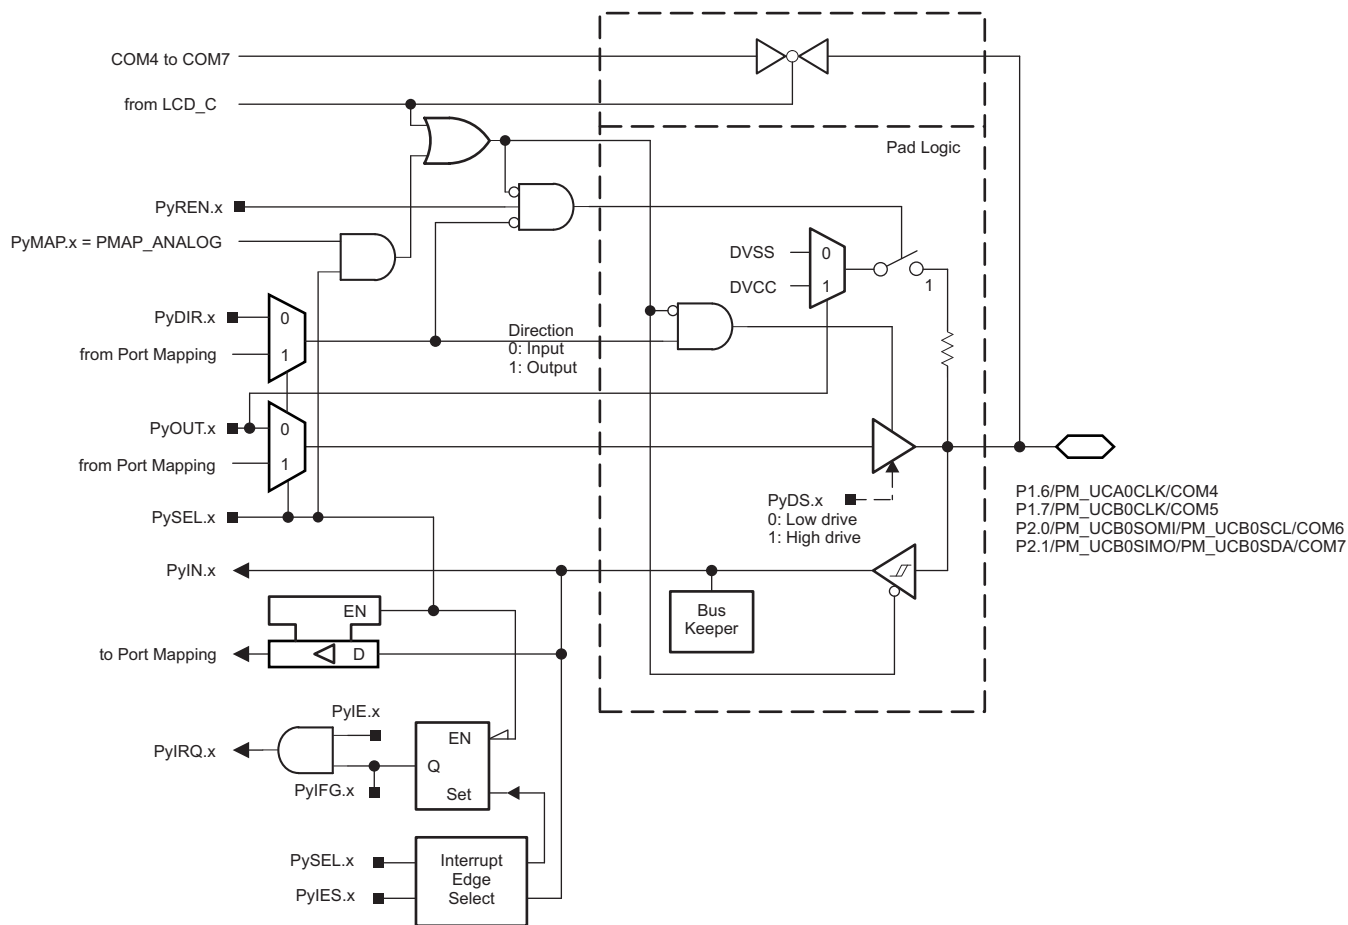 COM4 to COM7
from LCD_C
Pad Logic
PyREN.x
PyMAP.x = PMAP_ANALOG
DVSS
0
DVCC
1
1
PyDIR.x
0
from Port Mapping
1
Direction
0: Input
1: Output
PyOUT.x
0
from Port Mapping
1
PyDS.x
0: Low drive
1: High drive
P1.6/PM_UCA0CLK/COM4
P1.7/PM_UCB0CLK/COM5
P2.0/PM_UCB0SOMI/PM_UCB0SCL/COM6
P2.1/PM_UCB0SIMO/PM_UCB0SDA/COM7
PySEL.x
PyIN.x
EN
Bus
Keeper
to Port Mapping
D
PyIE.x
EN
PyIRQ.x
Q
PyIFG.x
Set
PySEL.x
PyIES.x
Interrupt
Edge
Select